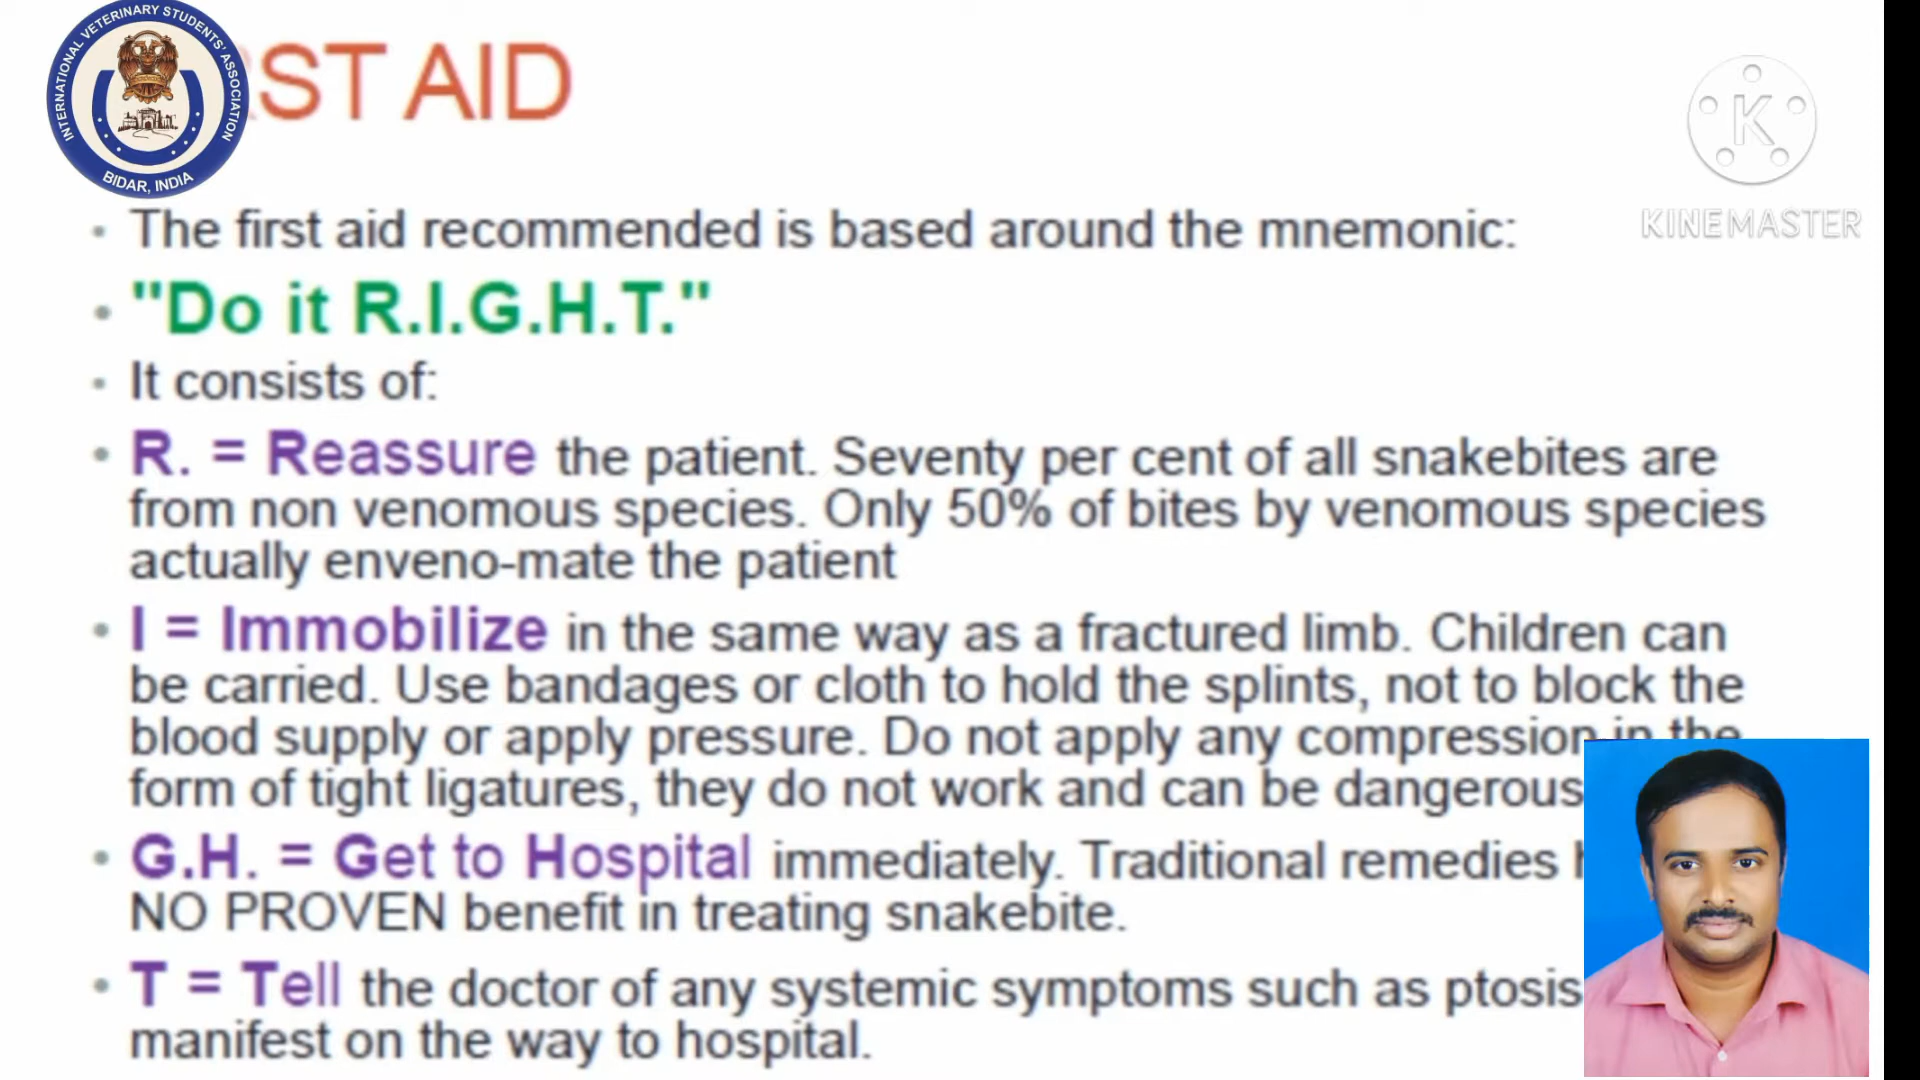 INTERNATIONAL VETERINARY STUDENTS' ASSOCIATION
BIDAR, INDIA
RST AID
K
KINEMASTER
• The first aid recommended is based around the mnemonic:
• "Do it R.I.G.H.T."
• It consists of:
• R. = Reassure the patient. Seventy per cent of all snakebites are
from non venomous species. Only 50% of bites by venomous species
actually enveno-mate the patient
• I = Immobilize in the same way as a fractured limb. Children can
be carried. Use bandages or cloth to hold the splints, not to block the
blood supply or apply pressure. Do not apply any compression in the
form of tight ligatures, they do not work and can be dangerous
• G.H. = Get to Hospital immediately. Traditional remedies
NO PROVEN benefit in treating snakebite.
• T = Tell the doctor of any systemic symptoms such as ptosis
manifest on the way to hospital.